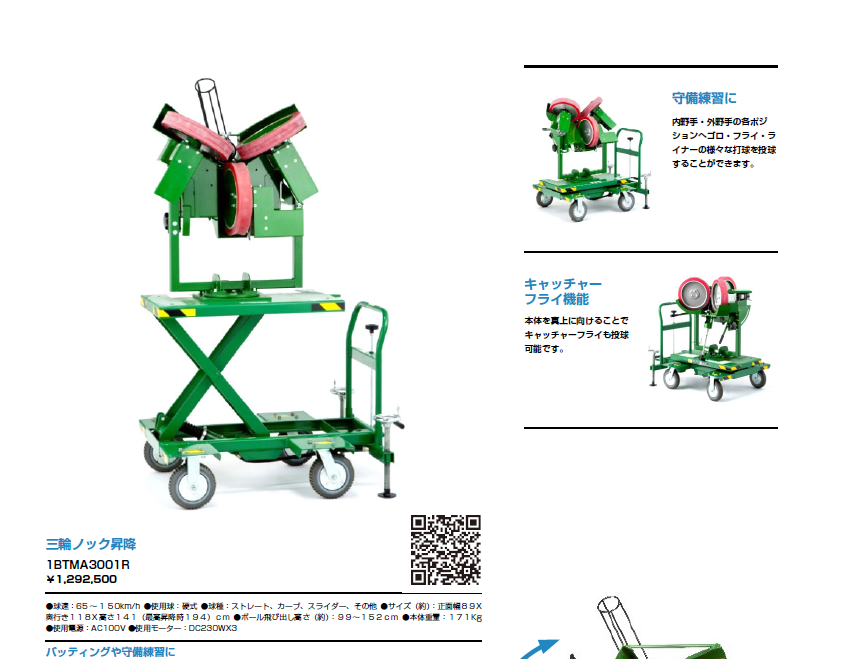 守備練習に
内野手・外野手の各ポジ
ションへゴロ・フライ・ラ
イナーの様々な打球を投球
することができます。
キャッチャー
フライ機能
本体を真上に向けることで
キャッチャーフライも投球
可能です。
三輪ノック昇降
1BTMA3001R
￥1,292,500
●球速：65～150km/h ●使用球：硬式 ●球種：ストレート、カーブ、スライダー、その他 ●サイズ（約）：正面幅89X
奥行き118X高さ141（最高昇降時194）cm ●ボール飛び出し高さ（約）：99～152cm ●本体重量：171Kg
●使用電源：AC100V ●使用モーター：DC230WX3
バッティングや守備練習に